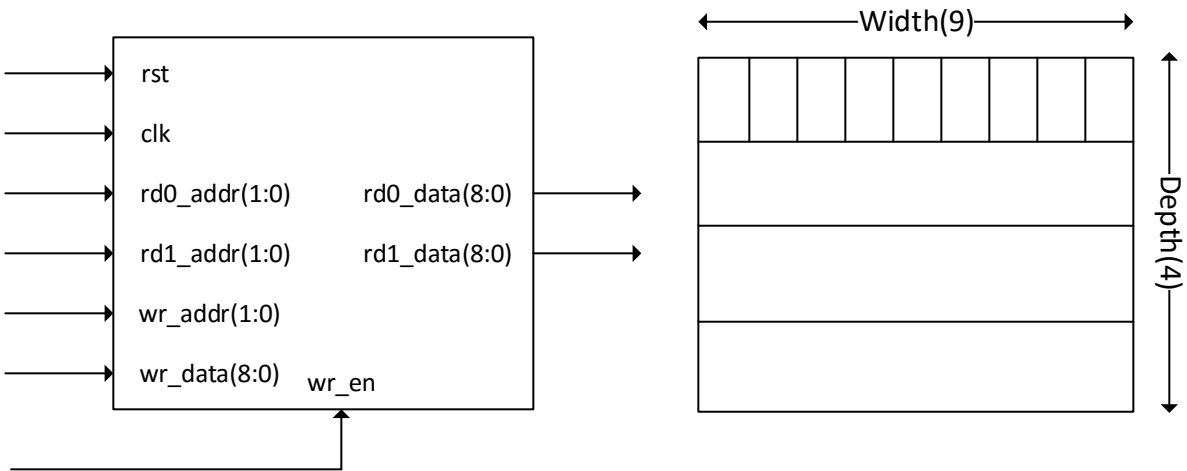 Width(9)
rst
clk
rd0_addr(1:0) rd0_data(8:0)
rd1_addr(1:0) rd1_data(8:0)
wr_addr(1:0)
wr_data(8:0) wr_en
Depth(4)